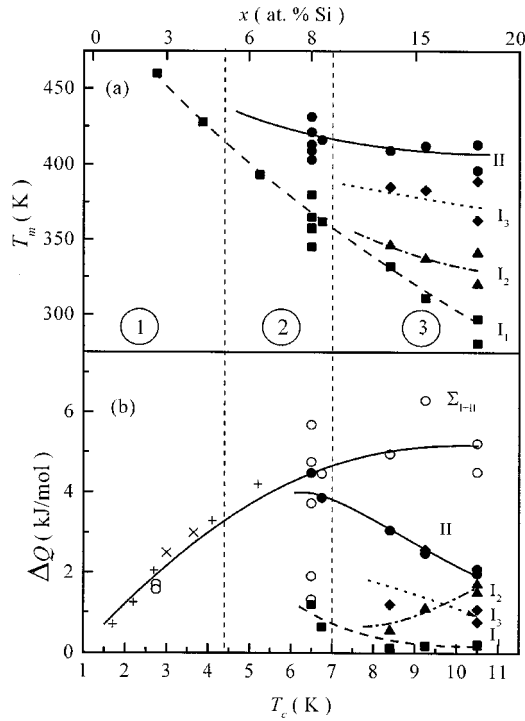 x (at. % Si)
0 5 8 15 20
(a)
450
400
350
300
T_m (K)
II
I_3
I_2
I_1
1 2 3
(b)
Σ_I-II
6
4
2
0
ΔQ (kJ/mol)
II
I_2
I_3
I_1
1 2 3 4 5 6 7 8 9 10 11
T_c (K)